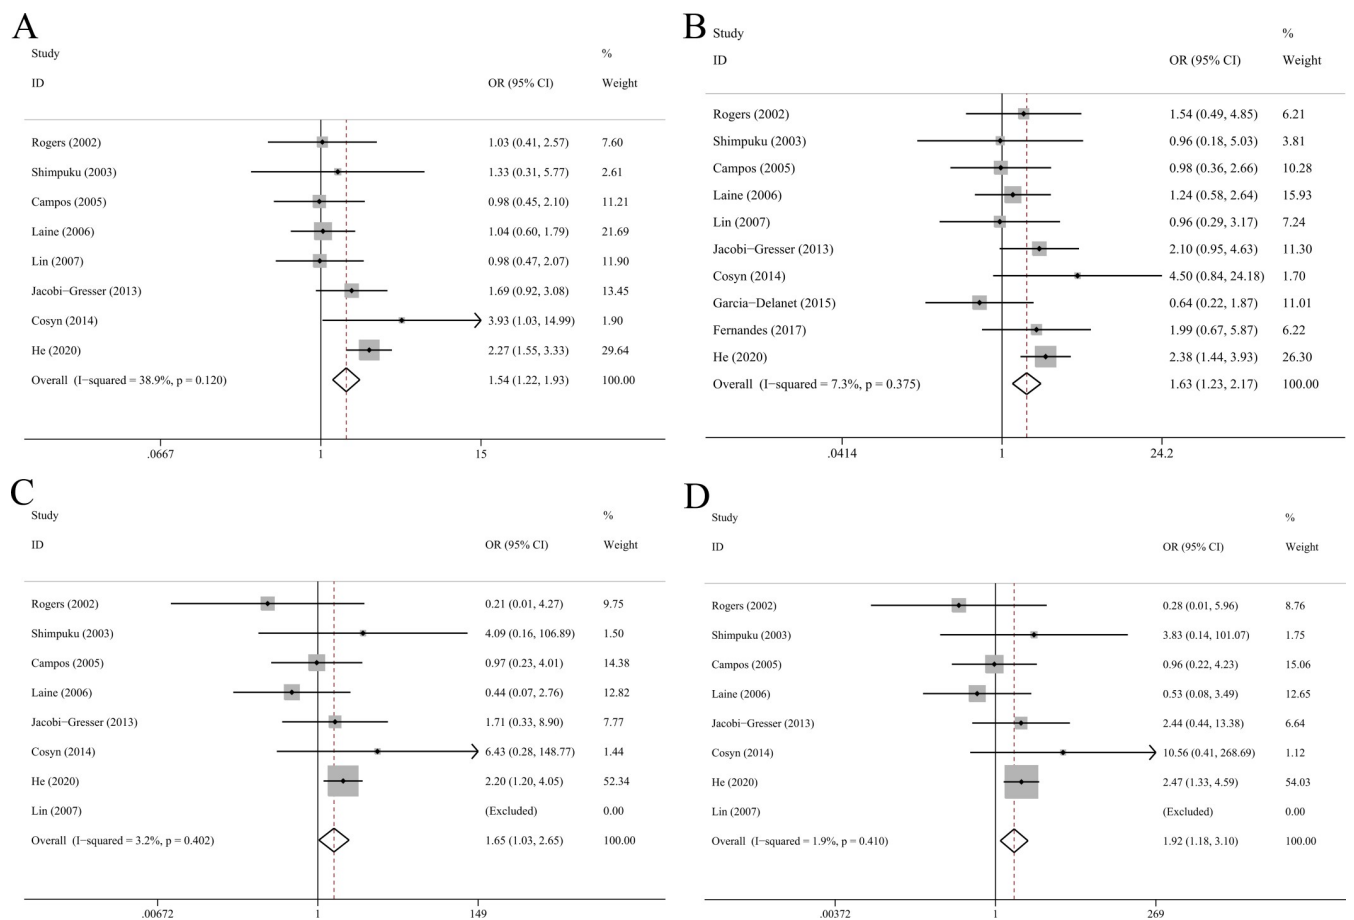 A
Study %
ID OR (95% CI) Weight
Rogers (2002) 1.03 (0.41, 2.57) 7.60
Shimpuku (2003) 1.33 (0.31, 5.77) 2.61
Campos (2005) 0.98 (0.45, 2.10) 11.21
Laine (2006) 1.04 (0.60, 1.79) 21.69
Lin (2007) 0.98 (0.47, 2.07) 11.90
Jacobi−Gresser (2013) 1.69 (0.92, 3.08) 13.45
Cosyn (2014) 3.93 (1.03, 14.99) 1.90
He (2020) 2.27 (1.55, 3.33) 29.64
Overall (I−squared = 38.9%, p = 0.120) 1.54 (1.22, 1.93) 100.00
.0667 1 15
B
Study %
ID OR (95% CI) Weight
Rogers (2002) 1.54 (0.49, 4.85) 6.21
Shimpuku (2003) 0.96 (0.18, 5.03) 3.81
Campos (2005) 0.98 (0.36, 2.66) 10.28
Laine (2006) 1.24 (0.58, 2.64) 15.93
Lin (2007) 0.96 (0.29, 3.17) 7.24
Jacobi−Gresser (2013) 2.10 (0.95, 4.63) 11.30
Cosyn (2014) 4.50 (0.84, 24.18) 1.70
Garcia−Delanet (2015) 0.64 (0.22, 1.87) 11.01
Fernandes (2017) 1.99 (0.67, 5.87) 6.22
He (2020) 2.38 (1.44, 3.93) 26.30
Overall (I−squared = 7.3%, p = 0.375) 1.63 (1.23, 2.17) 100.00
.0414 1 24.2
C
Study %
ID OR (95% CI) Weight
Rogers (2002) 0.21 (0.01, 4.27) 9.75
Shimpuku (2003) 4.09 (0.16, 106.89) 1.50
Campos (2005) 0.97 (0.23, 4.01) 14.38
Laine (2006) 0.44 (0.07, 2.76) 12.82
Jacobi−Gresser (2013) 1.71 (0.33, 8.90) 7.77
Cosyn (2014) 6.43 (0.28, 148.77) 1.44
He (2020) 2.20 (1.20, 4.05) 52.34
Lin (2007) (Excluded) 0.00
Overall (I−squared = 3.2%, p = 0.402) 1.65 (1.03, 2.65) 100.00
.00672 1 149
D
Study %
ID OR (95% CI) Weight
Rogers (2002) 0.28 (0.01, 5.96) 8.76
Shimpuku (2003) 3.83 (0.14, 101.07) 1.75
Campos (2005) 0.96 (0.22, 4.23) 15.06
Laine (2006) 0.53 (0.08, 3.49) 12.65
Jacobi−Gresser (2013) 2.44 (0.44, 13.38) 6.64
Cosyn (2014) 10.56 (0.41, 268.69) 1.12
He (2020) 2.47 (1.33, 4.59) 54.03
Lin (2007) (Excluded) 0.00
Overall (I−squared = 1.9%, p = 0.410) 1.92 (1.18, 3.10) 100.00
.00372 1 269